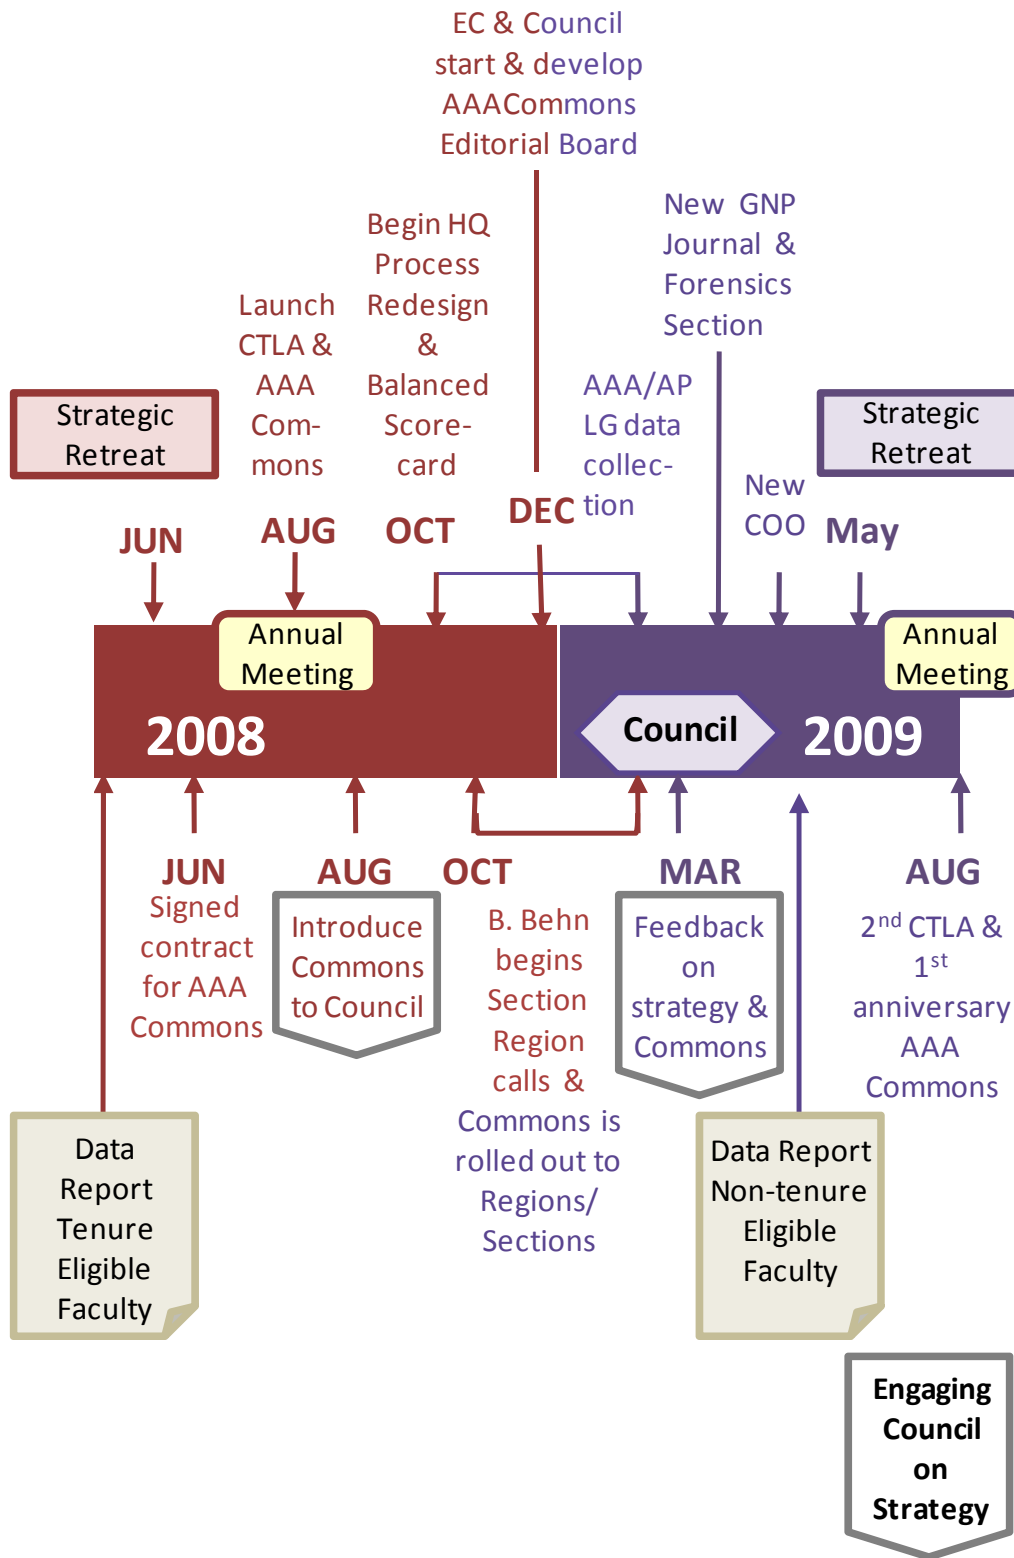 EC & Council
start & develop
AAACommons
Editorial Board
Begin HQ
Process
Redesign
&
Balanced
Score-
card
New GNP
Journal &
Forensics
Section
Launch
CTLA &
AAA
Com-
mons
AAA/AP
LG data
collec-
tion
Strategic
Retreat
Strategic
Retreat
New
COO
JUN
AUG
OCT
DEC
May
Annual
Meeting
Annual
Meeting
2008
Council
2009
JUN
Signed
contract
for AAA
Commons
AUG
Introduce
Commons
to Council
OCT
B. Behn
begins
Section
Region
calls &
Commons is
rolled out to
Regions/
Sections
MAR
Feedback
on
strategy &
Commons
AUG
2nd CTLA &
1st
anniversary
AAA
Commons
Data
Report
Tenure
Eligible
Faculty
Data Report
Non-tenure
Eligible
Faculty
Engaging
Council
on
Strategy